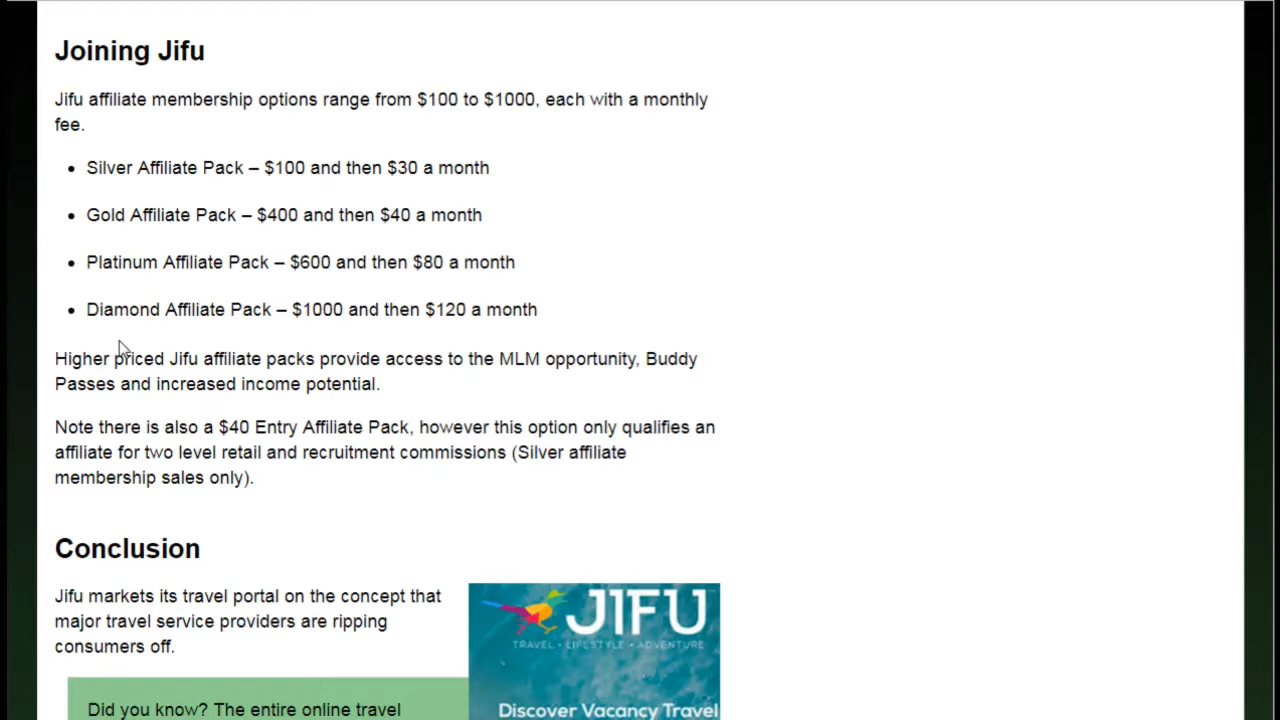 Joining Jifu
Jifu affiliate membership options range from $100 to $1000, each with a monthly
fee.
• Silver Affiliate Pack – $100 and then $30 a month
• Gold Affiliate Pack – $400 and then $40 a month
• Platinum Affiliate Pack – $600 and then $80 a month
• Diamond Affiliate Pack – $1000 and then $120 a month
Higher priced Jifu affiliate packs provide access to the MLM opportunity, Buddy
Passes and increased income potential.
Note there is also a $40 Entry Affiliate Pack, however this option only qualifies an
affiliate for two level retail and recruitment commissions (Silver affiliate
membership sales only).
Conclusion
Jifu markets its travel portal on the concept that
major travel service providers are ripping
consumers off.
Did you know? The entire online travel
JIFU
TRAVEL • LIFESTYLE • ADVENTURE
Discover Vacancy Travel